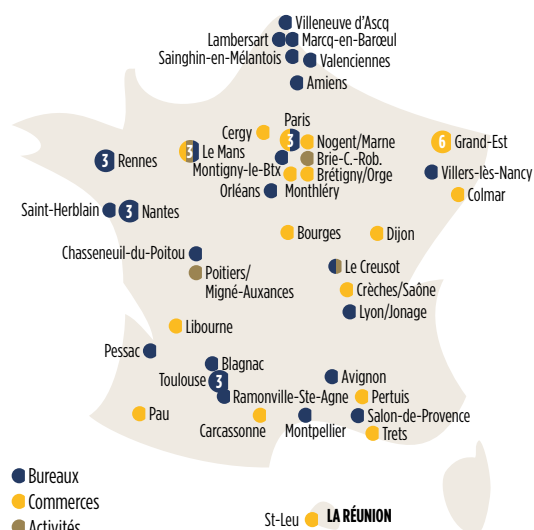 Villeneuve d'Ascq
Lambersart
Marcq-en-Barœul
Sainghin-en-Mélantois
Valenciennes
Amiens
Paris
Cergy
3
Nogent/Marne
6 Grand-Est
3 Le Mans
Brie-C.-Rob.
3 Rennes
Montigny-le-Btx
Brétigny/Orge
Villers-lès-Nancy
Orléans
Monthléry
Colmar
Saint-Herblain
3 Nantes
Bourges
Dijon
Chasseneuil-du-Poitou
Le Creusot
Poitiers/
Migné-Auxances
Crèches/Saône
Lyon/Jonage
Libourne
Pessac
Blagnac
Toulouse 3
Avignon
Ramonville-Ste-Agne
Pertuis
Pau
Salon-de-Provence
Carcassonne
Montpellier
Trets
Bureaux
Commerces
Activités
St-Leu
LA RÉUNION